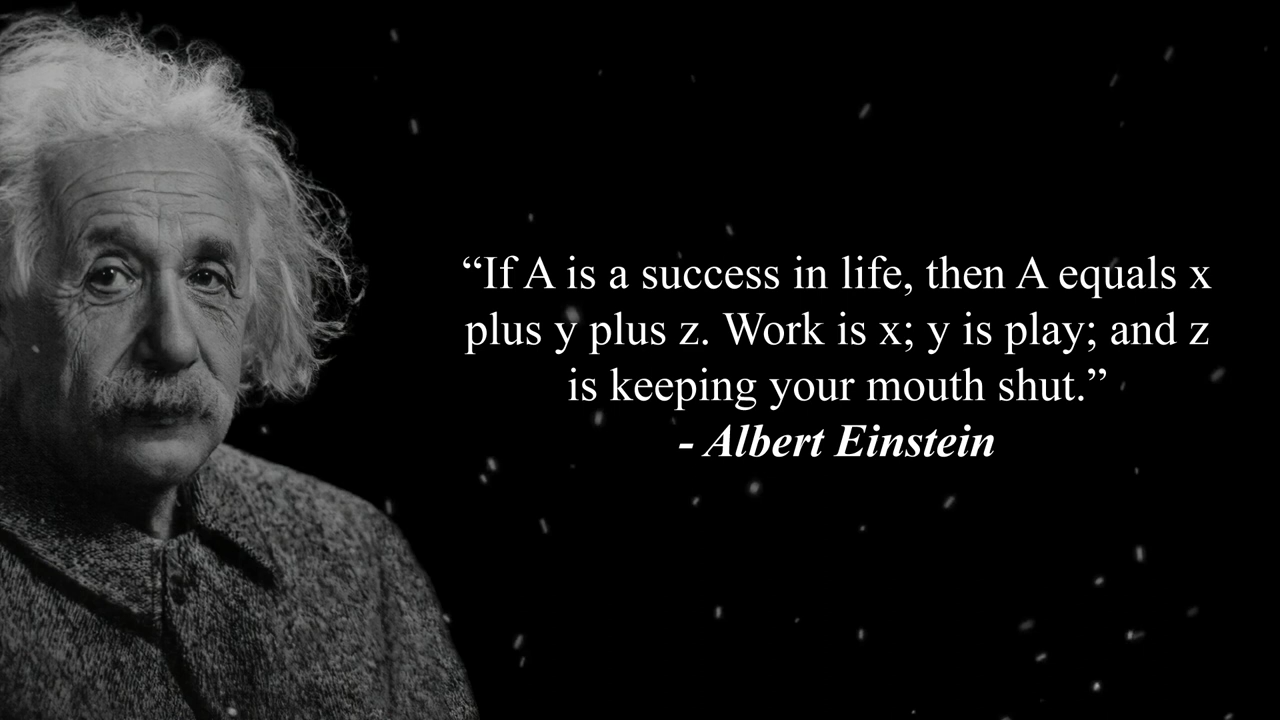 “If A is a success in life, then A equals x
plus y plus z. Work is x; y is play; and z
is keeping your mouth shut.”
- Albert Einstein